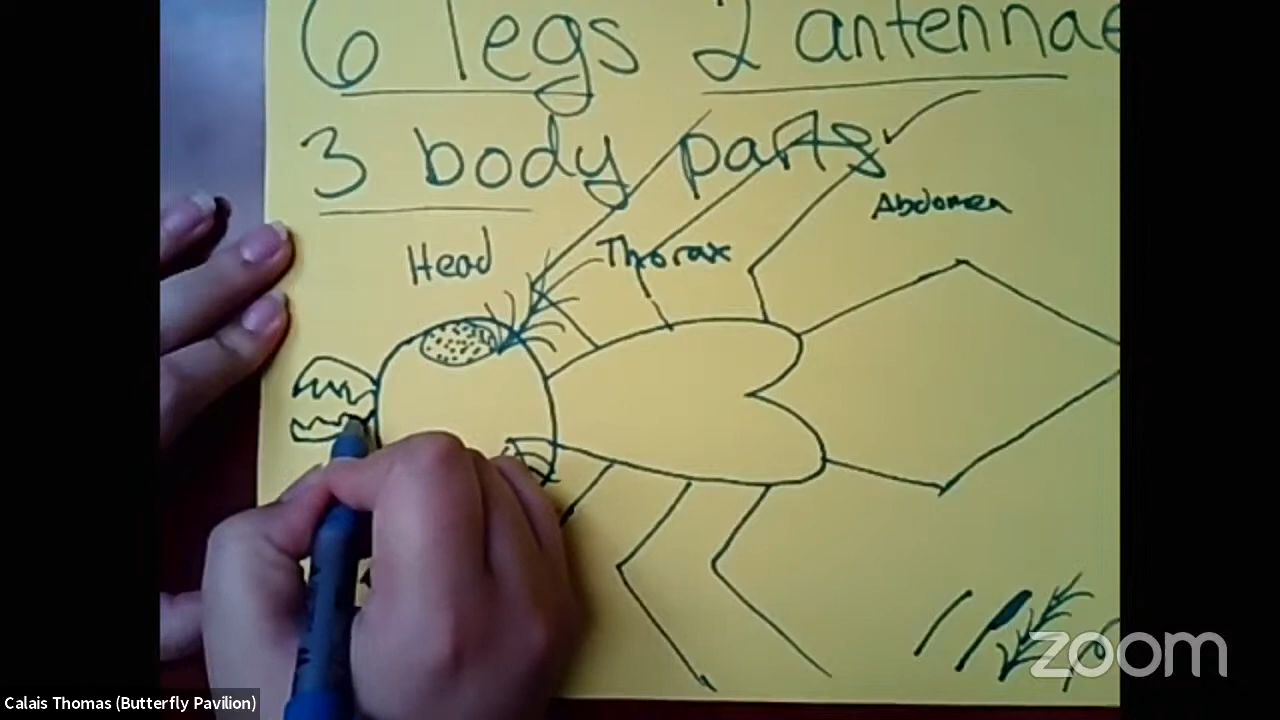 6 legs 2 antennae
3 body parts
Abdomen
Head
Thorax
zoom
Calais Thomas (Butterfly Pavilion)